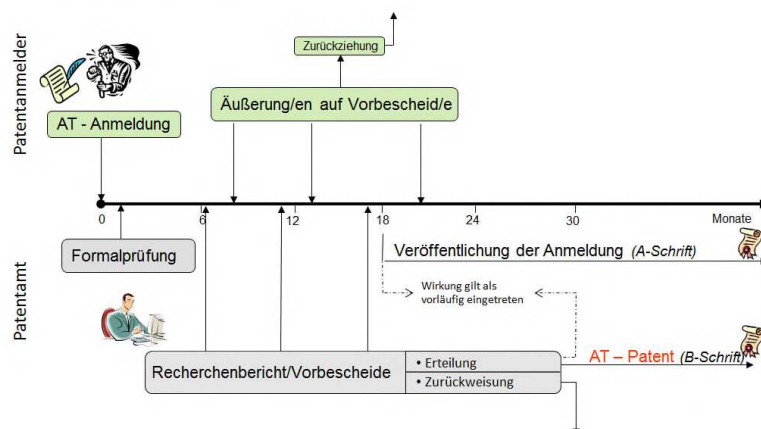 Patentanmelder
Zurückziehung
Äußerung/en auf Vorbescheid/e
AT - Anmeldung
0 6 12 18 24 30 Monate
Formalprüfung
Veröffentlichung der Anmeldung (A-Schrift)
Wirkung gilt als
vorläufig eingetreten
Patentamt
Recherchenbericht/Vorbescheide
• Erteilung
• Zurückweisung
AT – Patent (B-Schrift)